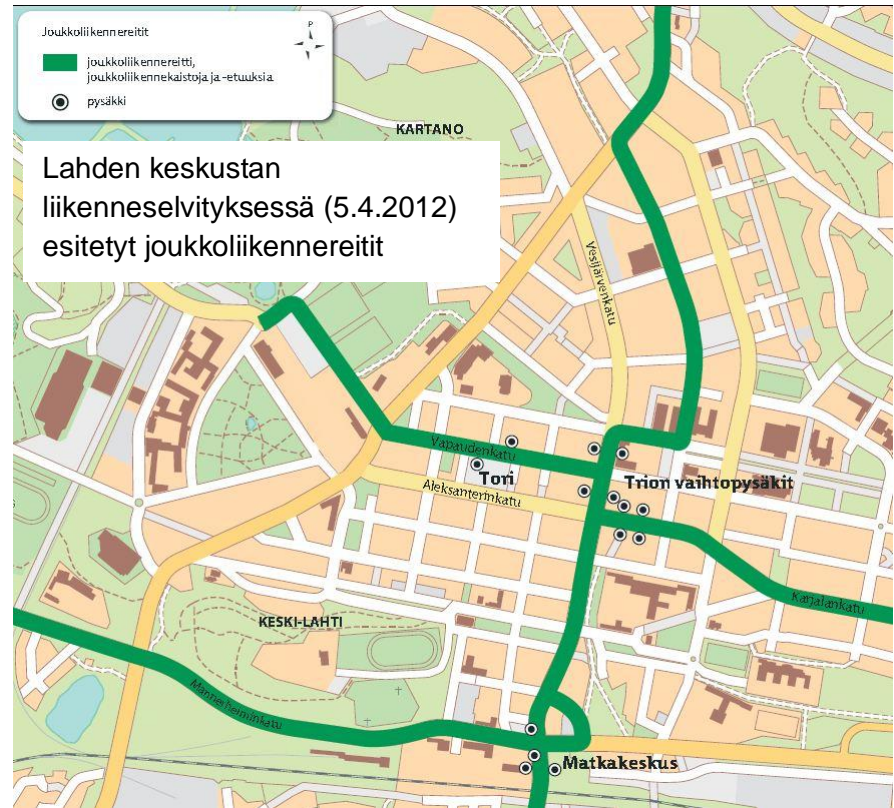 Joukkoliikennereitit
P
joukkoliikennereitti,
joukkoliikennekaistoja ja -etuuksia
pysäkki
KARTANO
Lahden keskustan
liikenneselvityksessä (5.4.2012)
esitetyt joukkoliikennereitit
Vesijärvenkatu
Vapaudenkatu
Tori
Trion vaihtopysäkit
Aleksanterinkatu
Karjalankatu
KESKI-LAHTI
Mannerheiminkatu
Matkakeskus